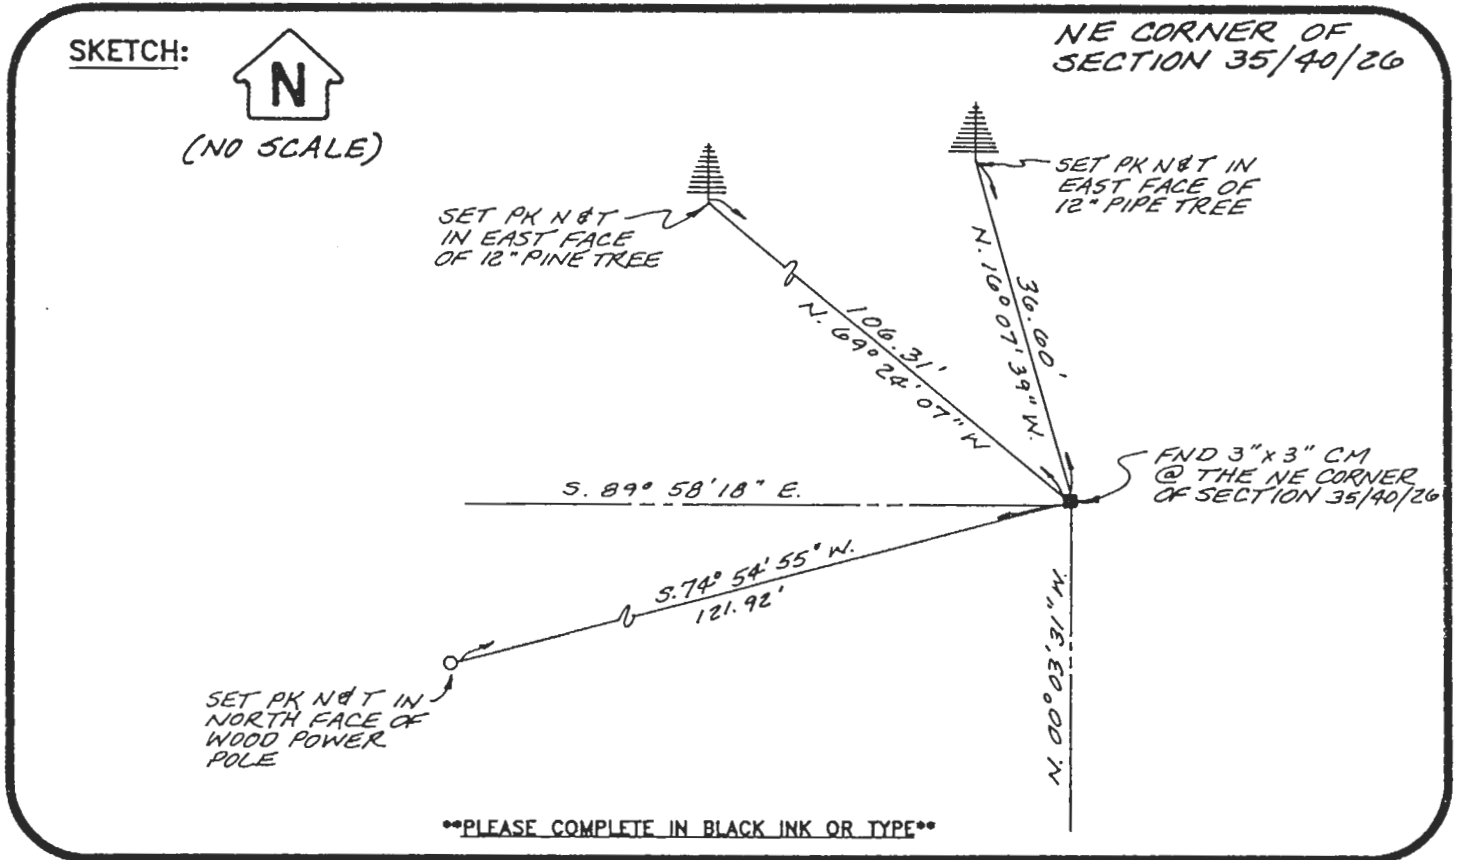 SKETCH:
N
(NO SCALE)
NE CORNER OF
SECTION 35/40/26
SET PK N&T IN
EAST FACE OF
12" PIPE TREE
SET PK N&T
IN EAST FACE
OF 12" PINE TREE
36.60'
N. 16° 07' 39" W.
106.31'
N. 69° 24' 07" W
FND 3" x 3" CM
@ THE NE CORNER
OF SECTION 35/40/26
S. 89° 58' 18" E.
S. 74° 54' 55" W.
121.92'
N. 00° 03' 31" W.
SET PK N&T IN
NORTH FACE OF
WOOD POWER
POLE
**PLEASE COMPLETE IN BLACK INK OR TYPE**